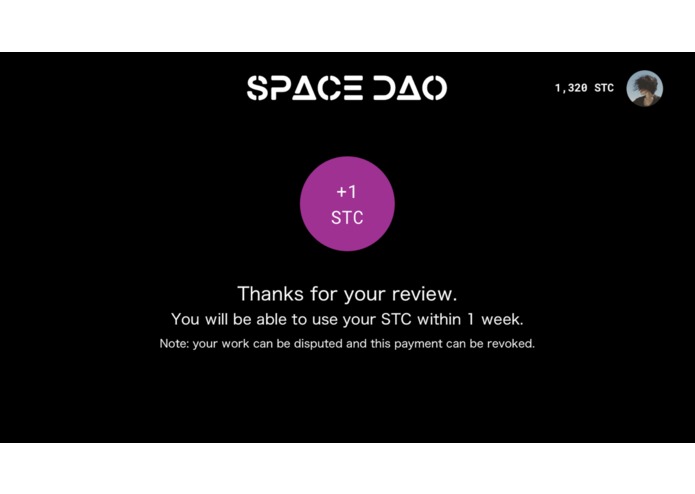 SPACE DAO
1,320 STC
+1
STC
Thanks for your review.
You will be able to use your STC within 1 week.
Note: your work can be disputed and this payment can be revoked.